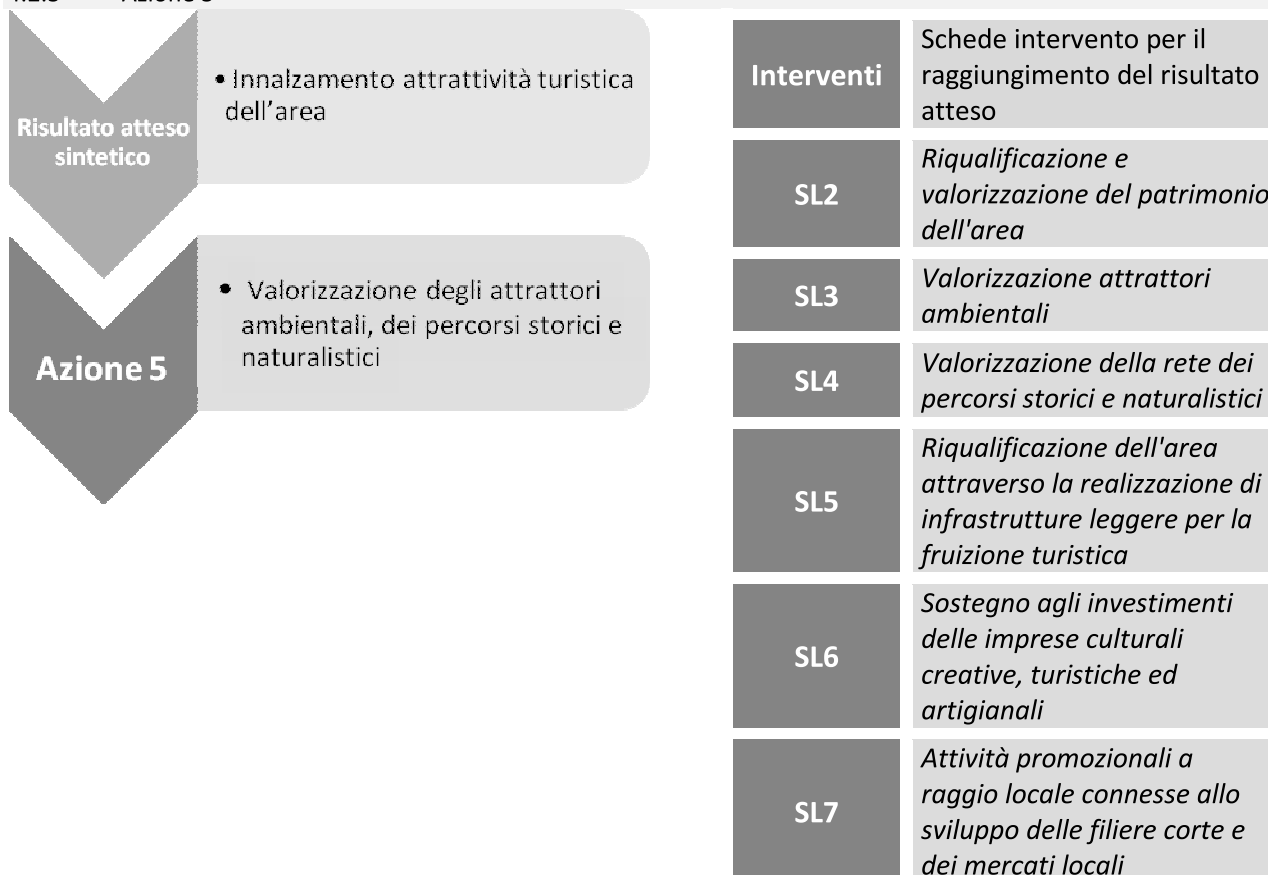 Risultato atteso
sintetico
• Innalzamento attrattività turistica
dell'area
Azione 5
• Valorizzazione degli attrattori
ambientali, dei percorsi storici e
naturalistici
Interventi
Schede intervento per il
raggiungimento del risultato
atteso
SL2
Riqualificazione e
valorizzazione del patrimonio
dell'area
SL3
Valorizzazione attrattori
ambientali
SL4
Valorizzazione della rete dei
percorsi storici e naturalistici
SL5
Riqualificazione dell'area
attraverso la realizzazione di
infrastrutture leggere per la
fruizione turistica
SL6
Sostegno agli investimenti
delle imprese culturali
creative, turistiche ed
artigianali
SL7
Attività promozionali a
raggio locale connesse allo
sviluppo delle filiere corte e
dei mercati locali